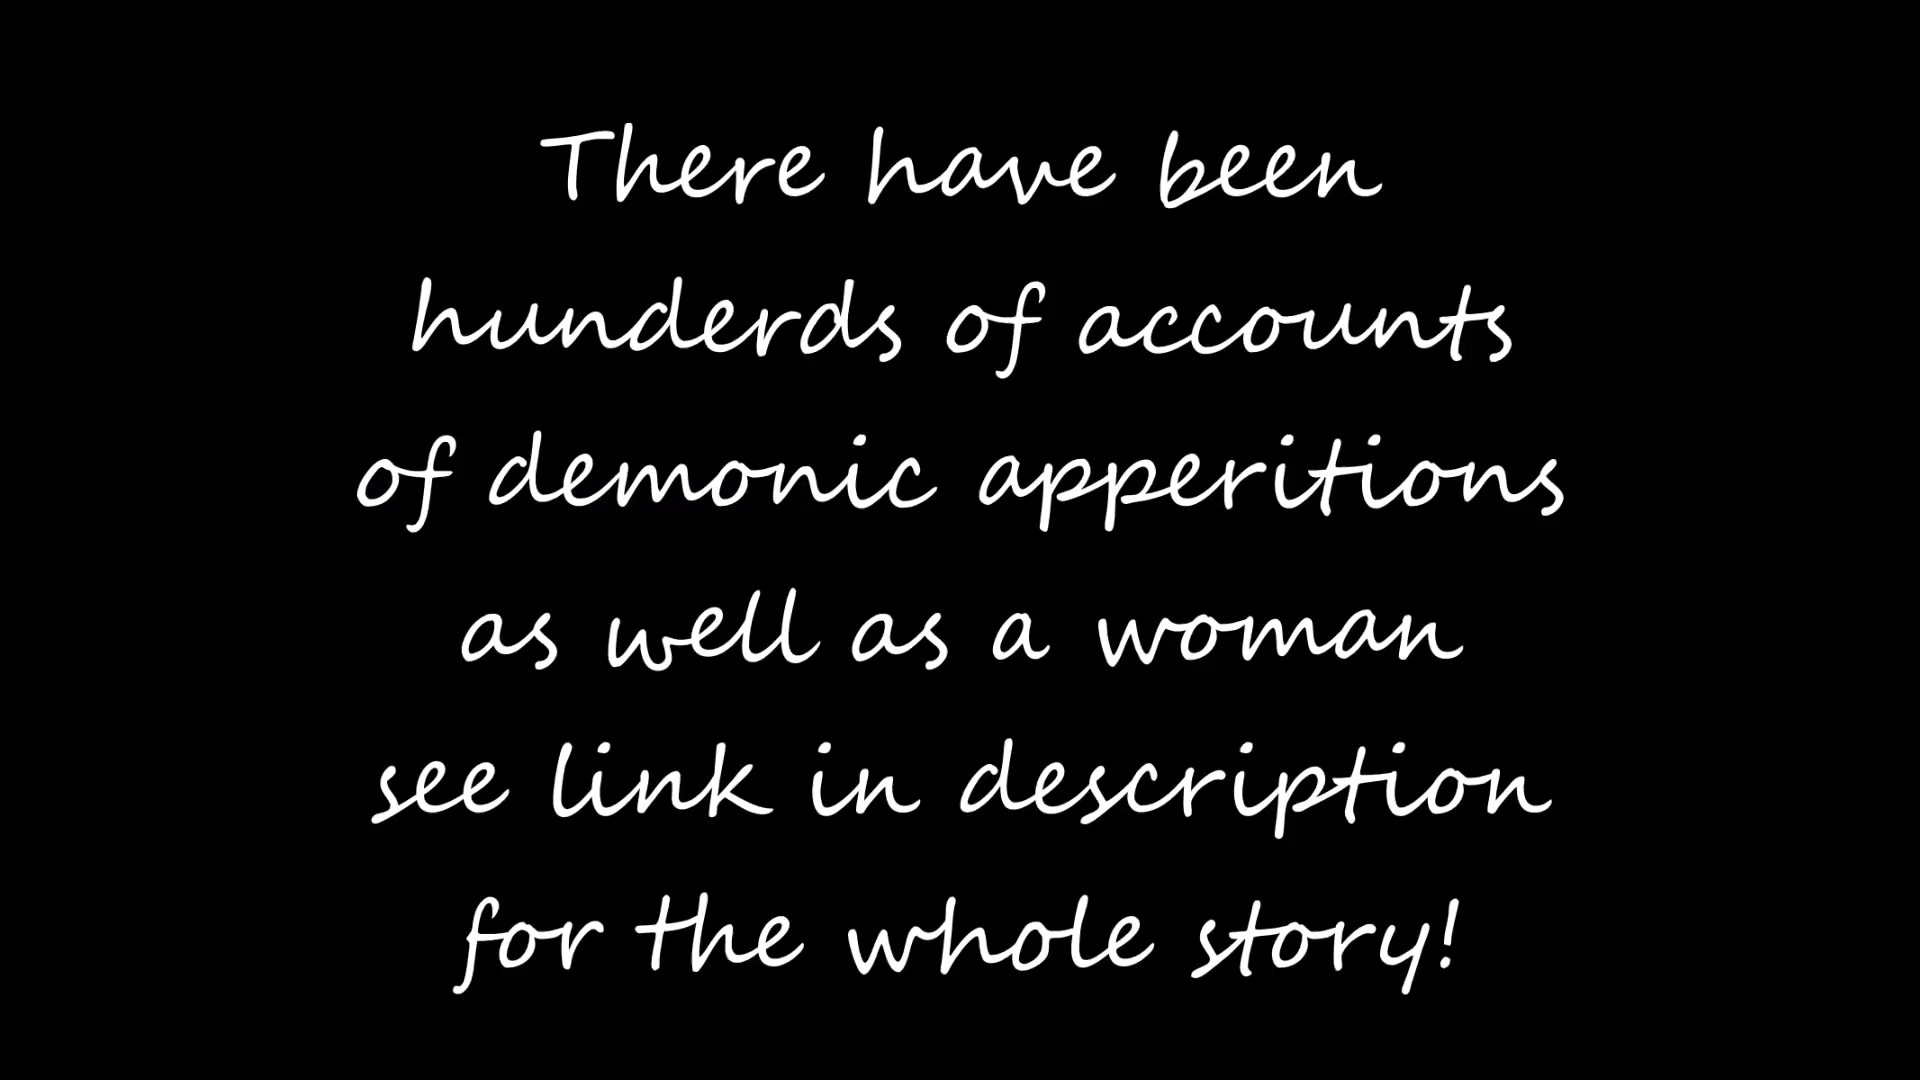 There have been
hunderds of accounts
of demonic apperitions
as well as a woman
see link in description
for the whole story!